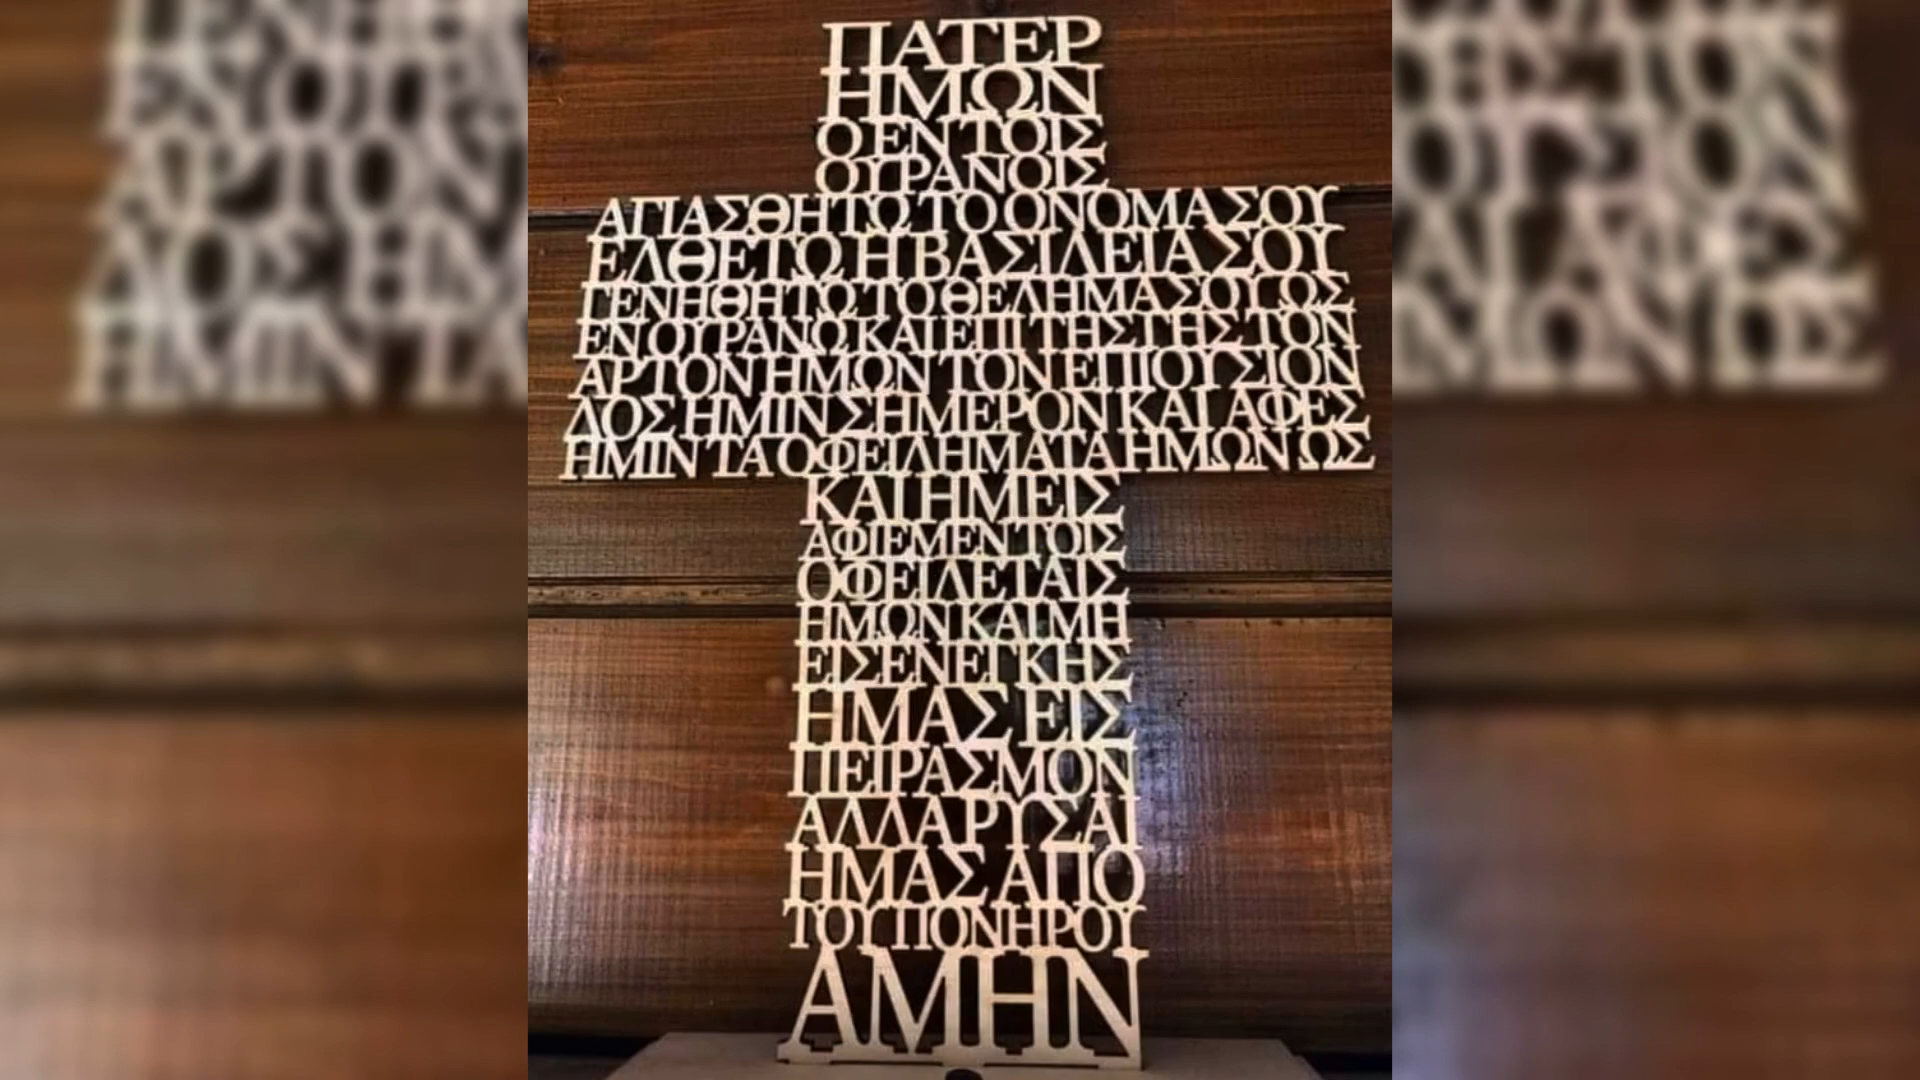 ΠΑΤΕΡ
ΗΜΩΝ
Ο ΕΝ ΤΟΙΣ
ΟΥΡΑΝΟΙΣ
ΑΓΙΑΣΘΗΤΩ ΤΟ ΟΝΟΜΑ ΣΟΥ
ΕΛΘΕΤΩ Η ΒΑΣΙΛΕΙΑ ΣΟΥ
ΓΕΝΗΘΗΤΩ ΤΟ ΘΕΛΗΜΑ ΣΟΥ ΩΣ
ΕΝ ΟΥΡΑΝΩ ΚΑΙ ΕΠΙ ΤΗΣ ΓΗΣ ΤΟΝ
ΑΡΤΟΝ ΗΜΩΝ ΤΟΝ ΕΠΙΟΥΣΙΟΝ
ΔΟΣ ΗΜΙΝ ΣΗΜΕΡΟΝ ΚΑΙ ΑΦΕΣ
ΗΜΙΝ ΤΑ ΟΦΕΙΛΗΜΑΤΑ ΗΜΩΝ ΩΣ
ΚΑΙ ΗΜΕΙΣ
ΑΦΙΕΜΕΝ ΤΟΙΣ
ΟΦΕΙΛΕΤΑΙΣ
ΗΜΩΝ ΚΑΙ ΜΗ
ΕΙΣΕΝΕΓΚΗΣ
ΗΜΑΣ ΕΙΣ
ΠΕΙΡΑΣΜΟΝ
ΑΛΛΑ ΡΥΣΑΙ
ΗΜΑΣ ΑΠΟ
ΤΟΥ ΠΟΝΗΡΟΥ
ΑΜΗΝ